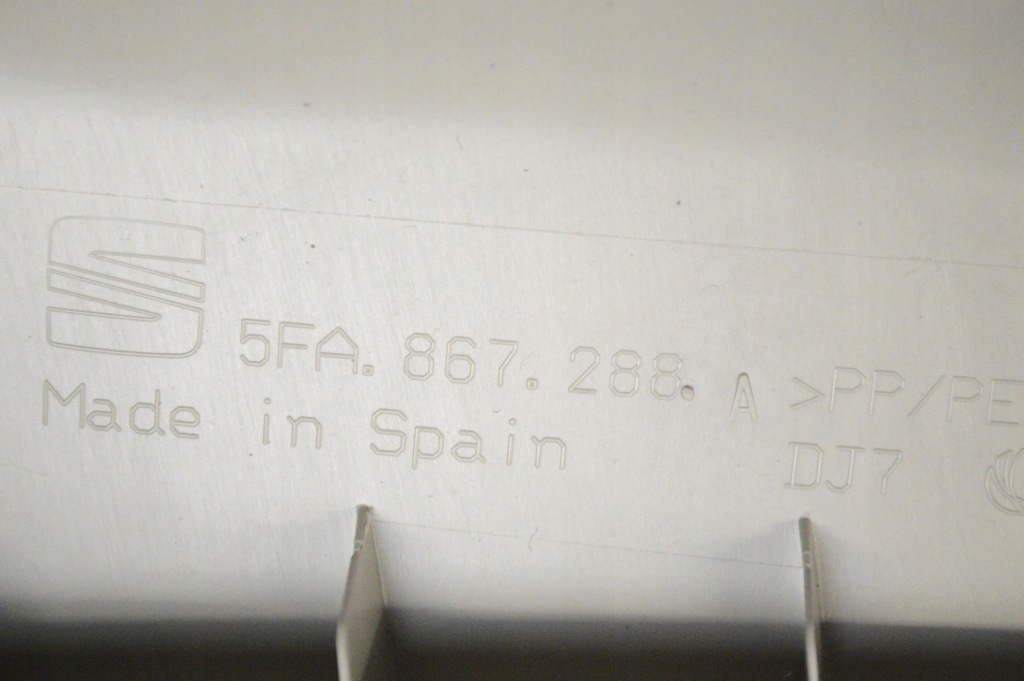 5FA. 867. 288. A >PP/PE
Made in Spain
DJ7